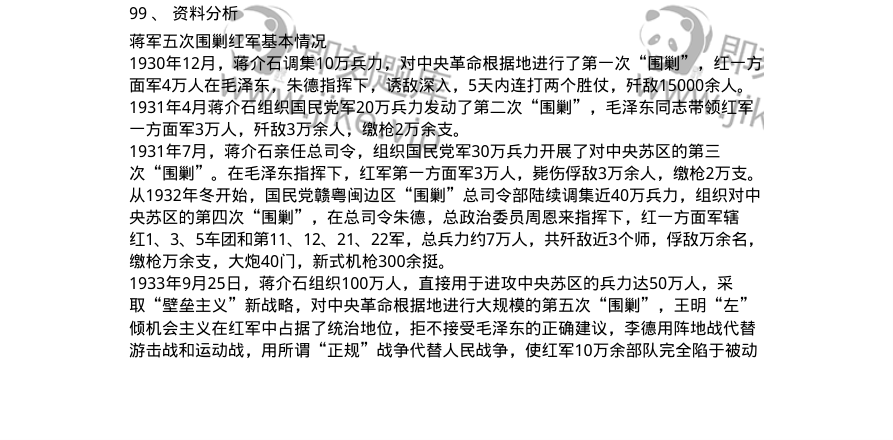 99 、 资料分析
蒋军五次围剿红军基本情况
1930年12月，蒋介石调集10万兵力，对中央革命根据地进行了第一次“围剿”，红一方
面军4万人在毛泽东，朱德指挥下，诱敌深入，5天内连打两个胜仗，歼敌15000余人。
1931年4月蒋介石组织国民党军20万兵力发动了第二次“围剿”，毛泽东同志带领红军
一方面军3万人，歼敌3万余人，缴枪2万余支。
1931年7月，蒋介石亲任总司令，组织国民党军30万兵力开展了对中央苏区的第三
次“围剿”。在毛泽东指挥下，红军第一方面军3万人，毙伤俘敌3万余人，缴枪2万支。
从1932年冬开始，国民党赣粤闽边区“围剿”总司令部陆续调集近40万兵力，组织对中
央苏区的第四次“围剿”，在总司令朱德，总政治委员周恩来指挥下，红一方面军辖
红1、3、5车团和第11、12、21、22军，总兵力约7万人，共歼敌近3个师，俘敌万余名，
缴枪万余支，大炮40门，新式机枪300余挺。
1933年9月25日，蒋介石组织100万人，直接用于进攻中央苏区的兵力达50万人，采
取“壁垒主义”新战略，对中央革命根据地进行大规模的第五次“围剿”，王明“左”
倾机会主义在红军中占据了统治地位，拒不接受毛泽东的正确建议，李德用阵地战代替
游击战和运动战，用所谓“正规”战争代替人民战争，使红军10万余部队完全陷于被动